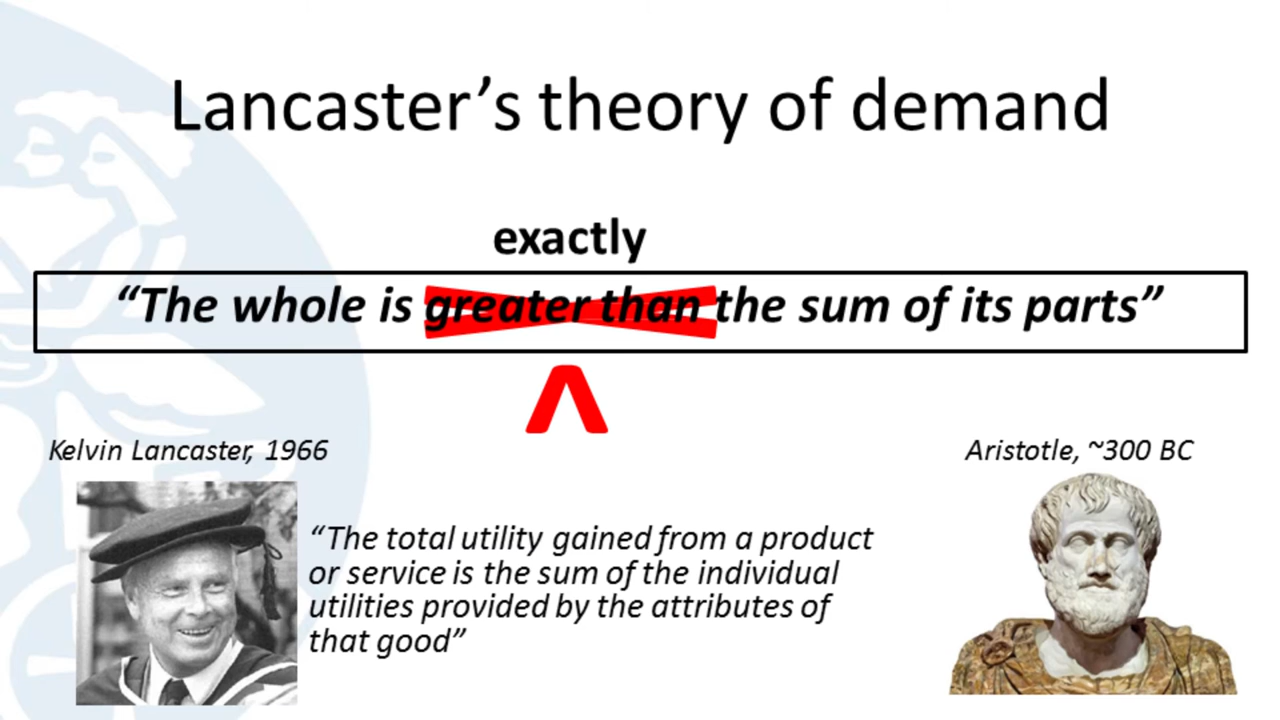 Lancaster’s theory of demand
exactly
“The whole is greater than the sum of its parts”
Kelvin Lancaster, 1966
Aristotle, ~300 BC
“The total utility gained from a product
or service is the sum of the individual
utilities provided by the attributes of
that good”